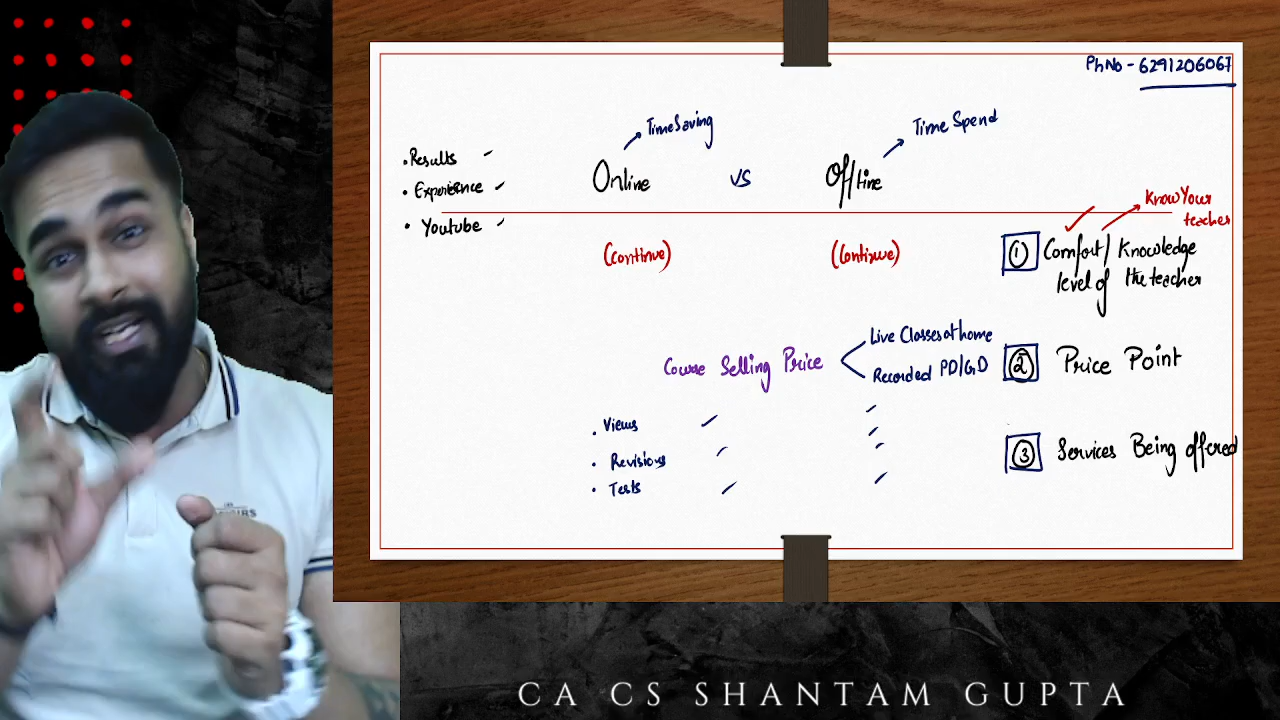 Ph No - 6291206067
Time Saving
Time Spend
• Results
• Experience
• Youtube
Online vs Offline
Know Your
teacher
(Continue)
(Continue)
1 Comfort / Knowledge
level of the teacher
Course Selling Price
Live Classes at home
Recorded PD/GD
2 Price Point
• Views
• Revisions
• Tests
3 Services Being offered
CA CS SHANTAM GUPTA